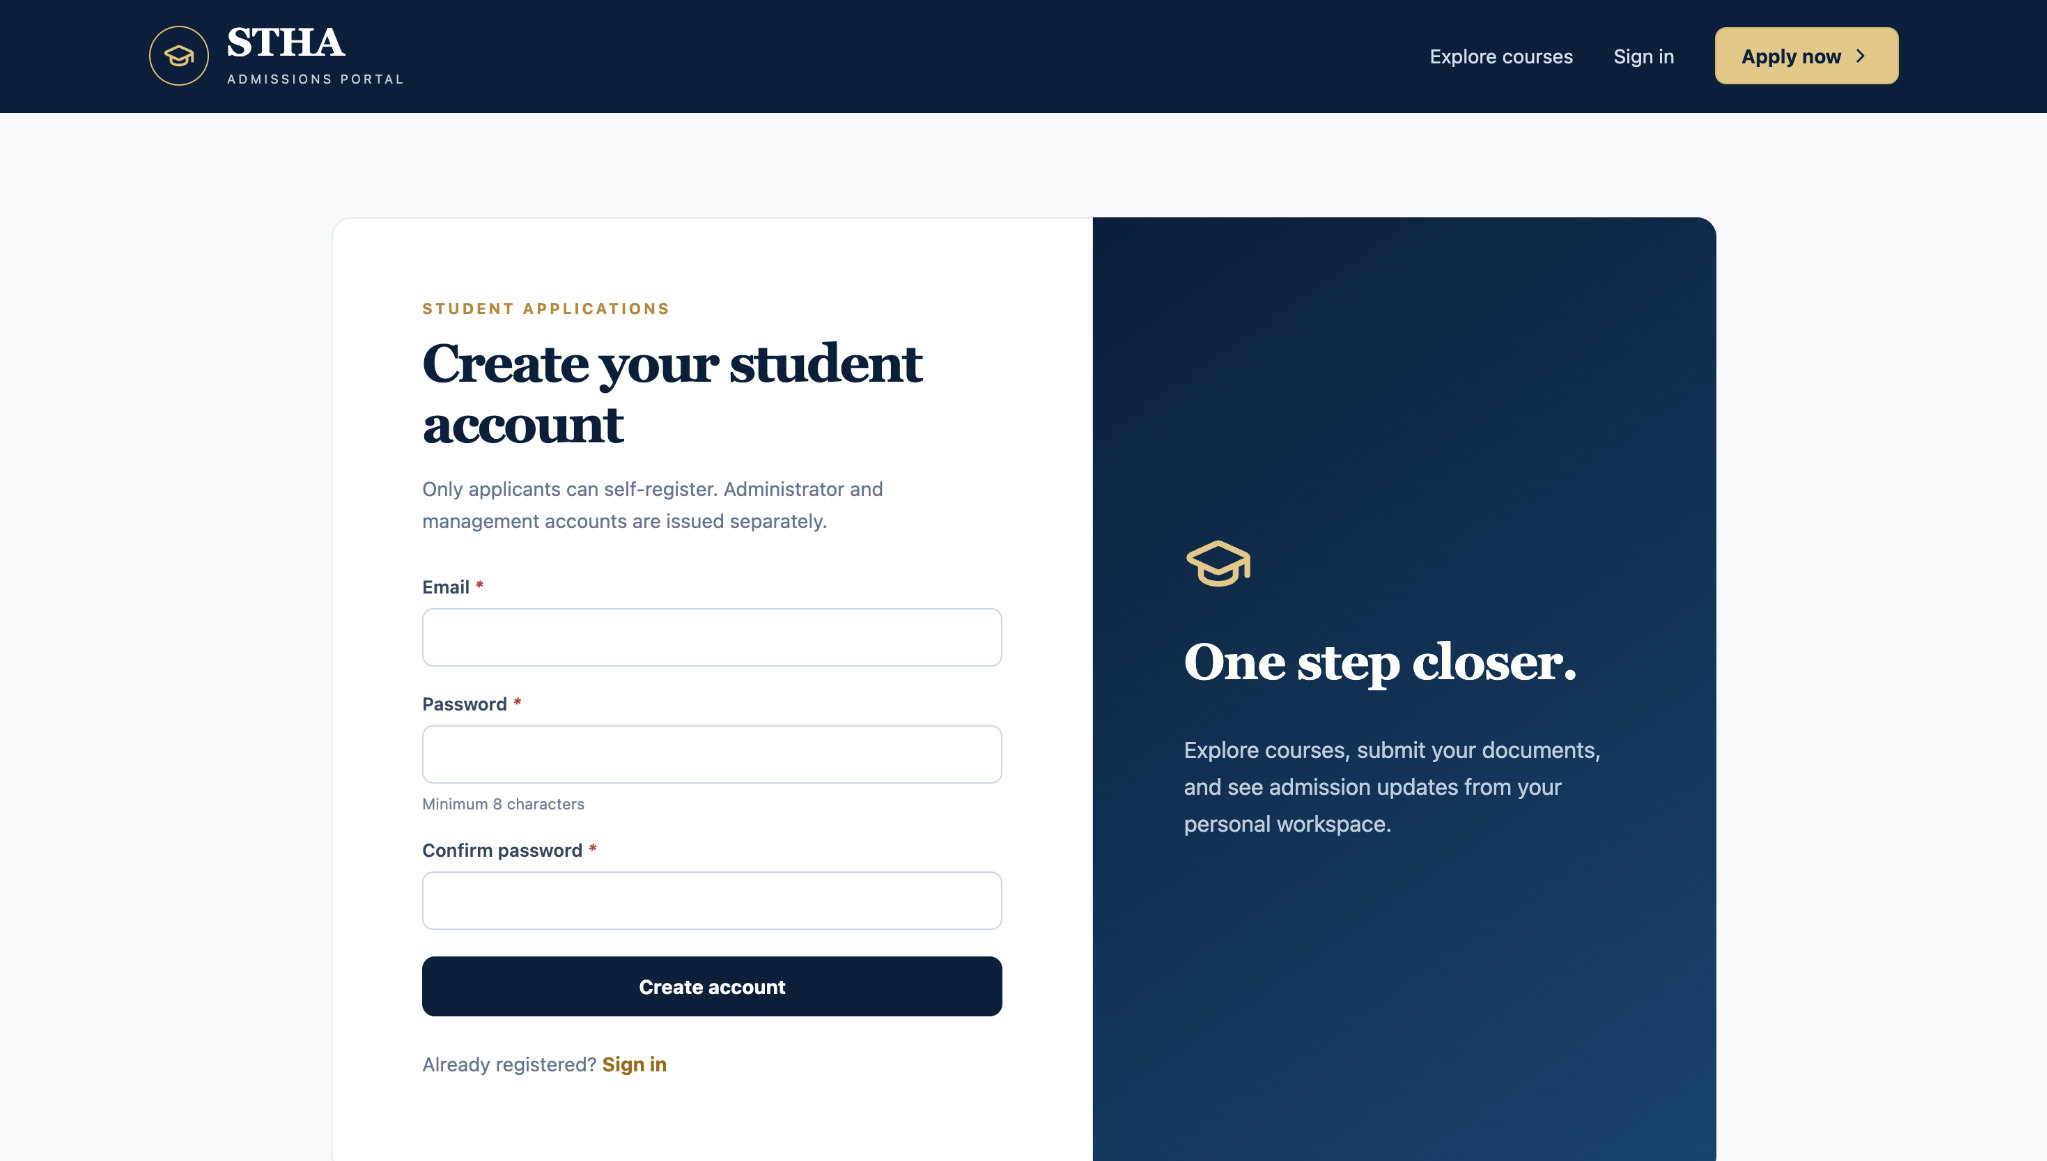 STHA
ADMISSIONS PORTAL
Explore courses
Sign in
Apply now
STUDENT APPLICATIONS
Create your student
account
Only applicants can self-register. Administrator and
management accounts are issued separately.
Email *
Password *
Minimum 8 characters
Confirm password *
Create account
Already registered? Sign in
One step closer.
Explore courses, submit your documents,
and see admission updates from your
personal workspace.